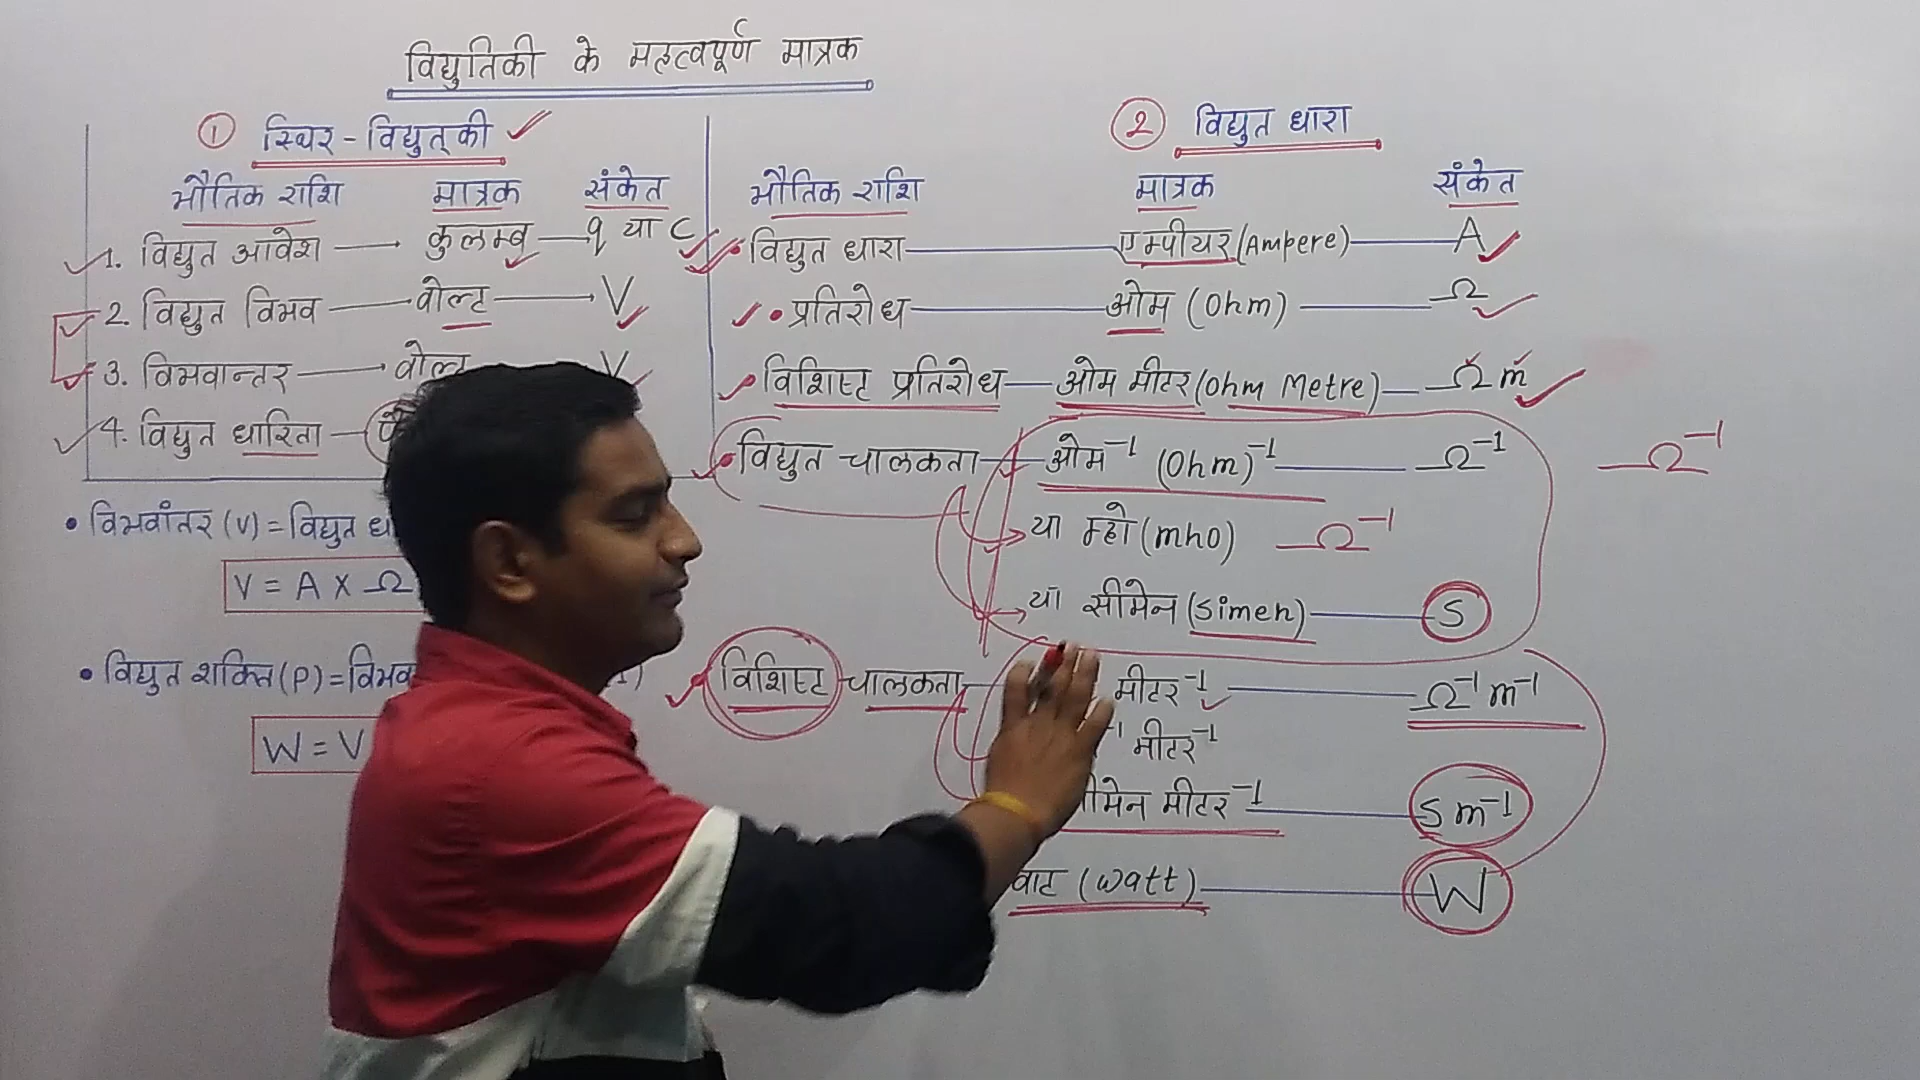 विद्युतिकी के महत्वपूर्ण मात्रक
① स्थिर-विद्युत्की
भौतिक राशि मात्रक संकेत
1. विद्युत आवेश कुलम्ब q या C
2. विद्युत विभव वोल्ट V
3. विभवान्तर वोल्ट V
4. विद्युत धारिता
• विभवांतर (V) = विद्युत
V = A X Ω
• विद्युत शक्ति (P) =
W = V
② विद्युत धारा
भौतिक राशि मात्रक संकेत
• विद्युत धारा एम्पीयर (Ampere) A
• प्रतिरोध ओम (Ohm) Ω
• विशिष्ट प्रतिरोध ओम मीटर (Ohm Metre) Ω m
• विद्युत चालकता ओम⁻¹ (Ohm)⁻¹ Ω⁻¹ Ω⁻¹
या म्हो (mho) Ω⁻¹
या सीमेन (Simen) S
• विशिष्ट चालकता मीटर⁻¹ Ω⁻¹ m⁻¹
⁻¹ मीटर⁻¹
मीटर⁻¹ S m⁻¹
वाट (Watt) W